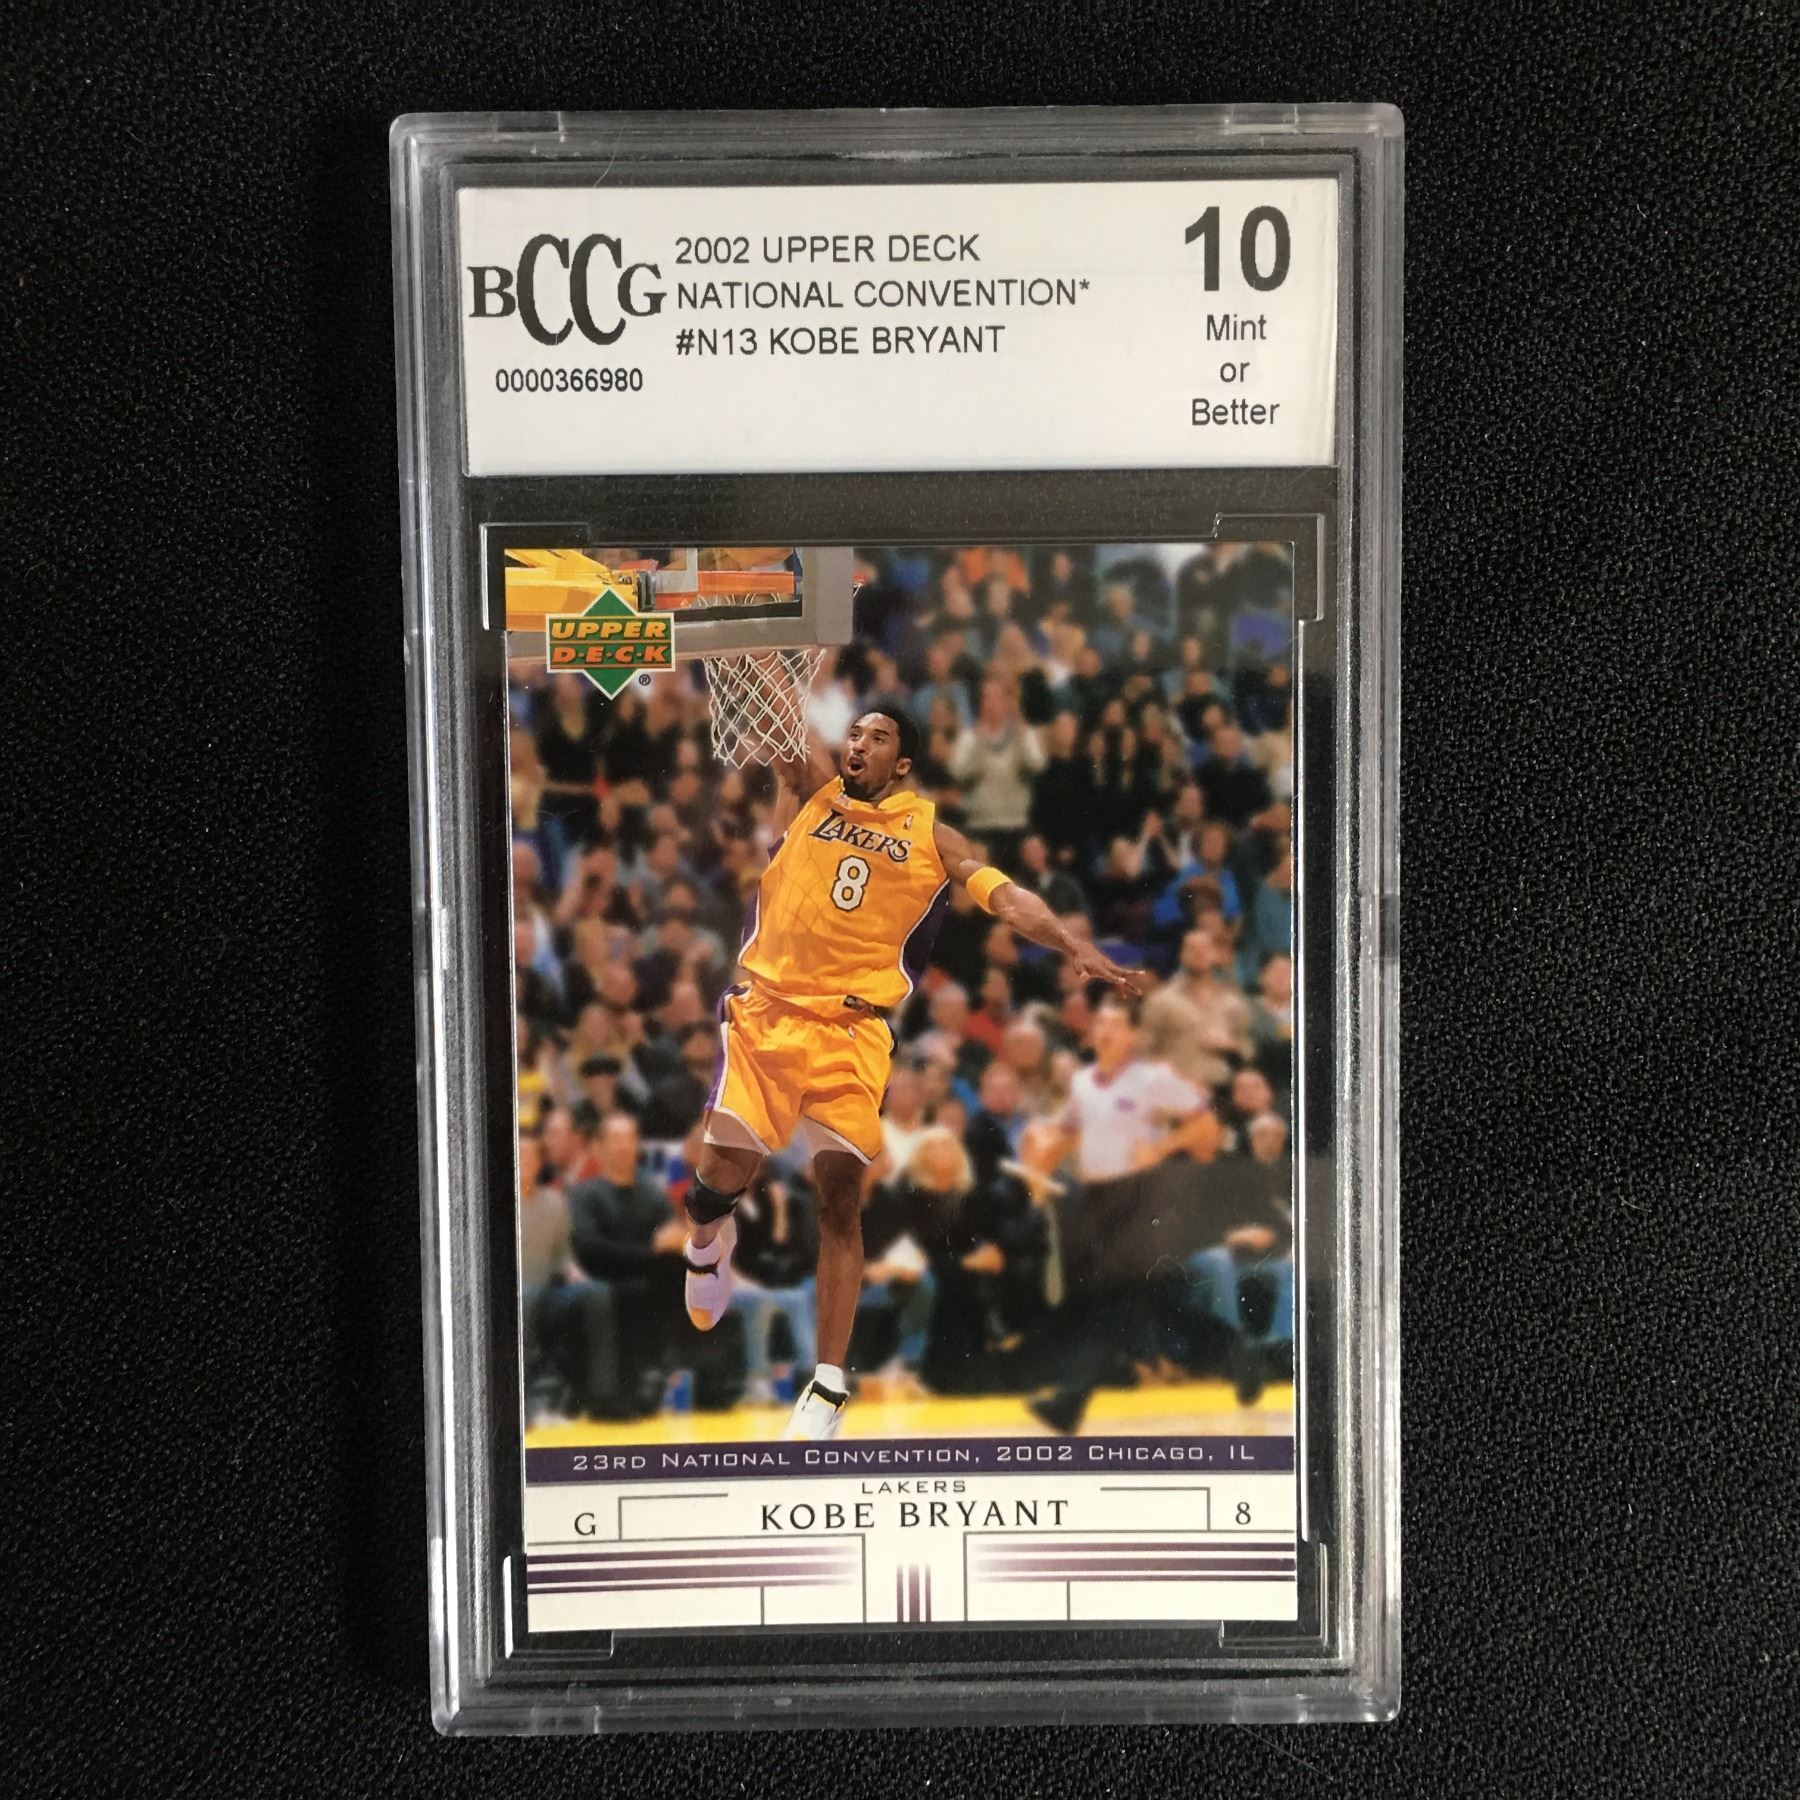 BCCG
2002 UPPER DECK
NATIONAL CONVENTION*
#N13 KOBE BRYANT
0000366980
10
Mint
or
Better
UPPER
D·E·C·K
®
LAKERS
8
23RD NATIONAL CONVENTION, 2002 CHICAGO, IL
LAKERS
G KOBE BRYANT 8